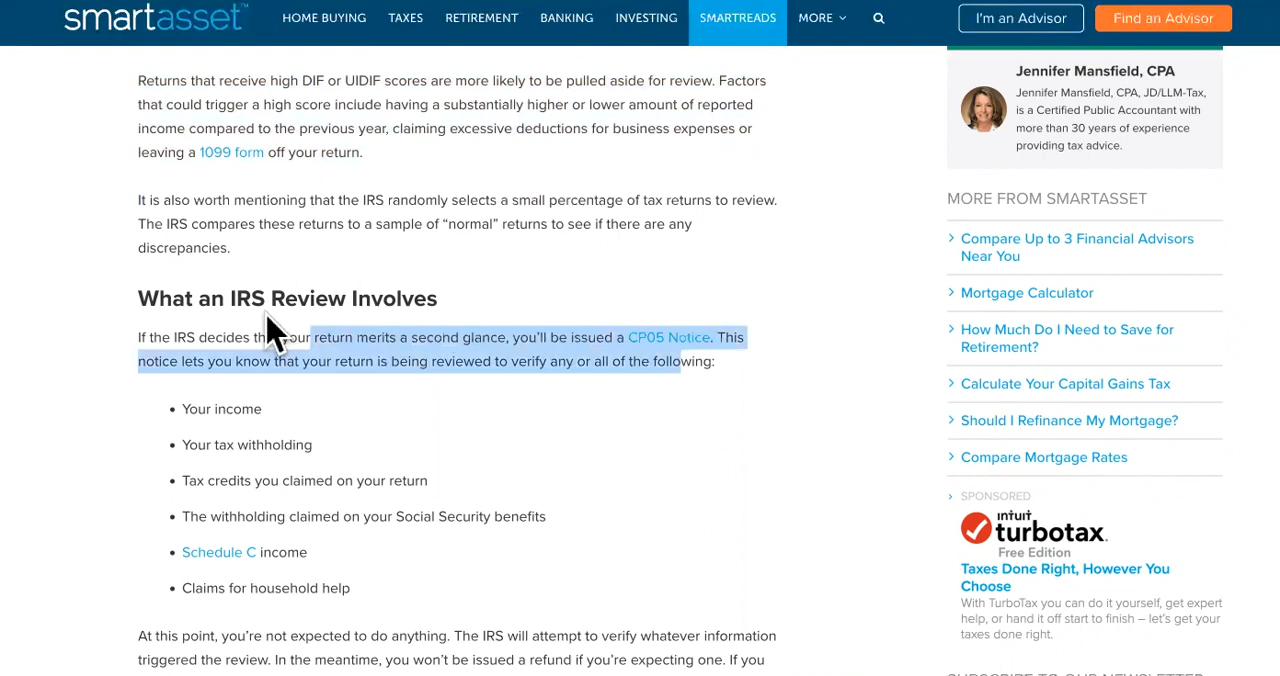 smartasset™
HOME BUYING TAXES RETIREMENT BANKING INVESTING SMARTREADS MORE
I'm an Advisor
Find an Advisor
Returns that receive high DIF or UIDIF scores are more likely to be pulled aside for review. Factors
that could trigger a high score include having a substantially higher or lower amount of reported
income compared to the previous year, claiming excessive deductions for business expenses or
leaving a 1099 form off your return.
It is also worth mentioning that the IRS randomly selects a small percentage of tax returns to review.
The IRS compares these returns to a sample of “normal” returns to see if there are any
discrepancies.
What an IRS Review Involves
If the IRS decides your return merits a second glance, you’ll be issued a CP05 Notice. This
notice lets you know that your return is being reviewed to verify any or all of the following:
• Your income
• Your tax withholding
• Tax credits you claimed on your return
• The withholding claimed on your Social Security benefits
• Schedule C income
• Claims for household help
At this point, you’re not expected to do anything. The IRS will attempt to verify whatever information
triggered the review. In the meantime, you won’t be issued a refund if you’re expecting one. If you
Jennifer Mansfield, CPA
Jennifer Mansfield, CPA, JD/LLM-Tax,
is a Certified Public Accountant with
more than 30 years of experience
providing tax advice.
MORE FROM SMARTASSET
Compare Up to 3 Financial Advisors
Near You
Mortgage Calculator
How Much Do I Need to Save for
Retirement?
Calculate Your Capital Gains Tax
Should I Refinance My Mortgage?
Compare Mortgage Rates
SPONSORED
intuit
turbotax.
Free Edition
Taxes Done Right, However You
Choose
With TurboTax you can do it yourself, get expert
help, or hand it off start to finish – let’s get your
taxes done right.
SUBSCRIBE TO OUR NEWSLETTER